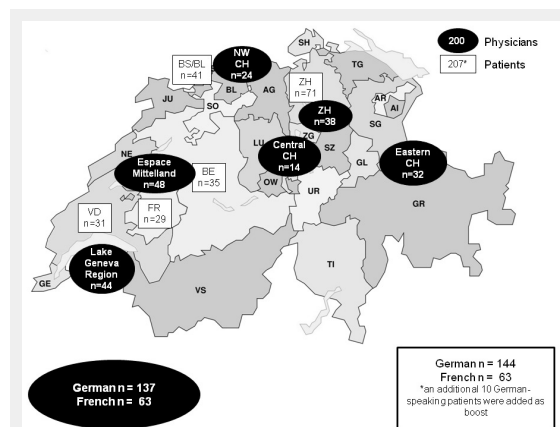 200 Physicians
207* Patients
SH
BS/BL
n=41
NW
CH
n=24
ZH
n=71
TG
JU
BL
AG
SO
ZH
n=38
AR
AI
SG
ZG
LU
Central
CH
n=14
SZ
NE
Espace
Mittelland
n=48
BE
n=35
OW
GL
Eastern
CH
n=32
UR
GR
VD
n=31
FR
n=29
Lake
Geneva
Region
n=44
GE
VS
TI
German n = 137
French n = 63
German n = 144
French n = 63
*an additional 10 German-
speaking patients were added as
boost